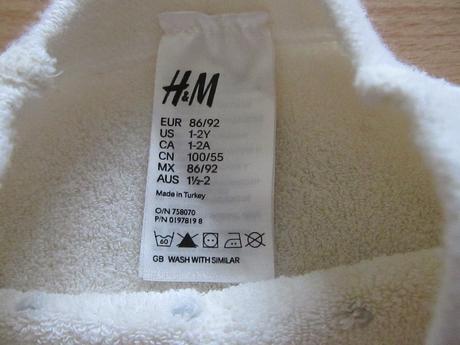 H&M
EUR 86/92
US 1-2Y
CA 1-2A
CN 100/55
MX 86/92
AUS 1½-2
Made in Turkey
O/N 758070
P/N 0197819 8
60
GB WASH WITH SIMILAR